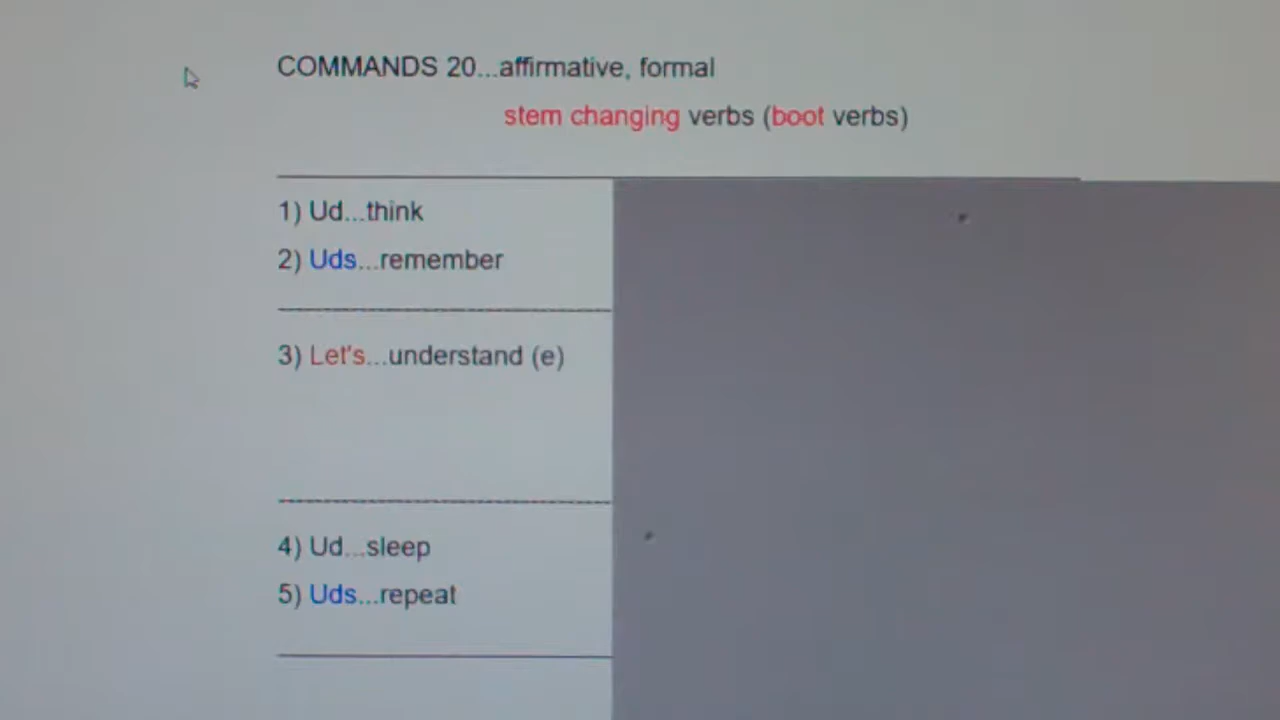 COMMANDS 20...affirmative, formal
stem changing verbs (boot verbs)
1) Ud...think
2) Uds...remember
3) Let's...understand (e)
4) Ud...sleep
5) Uds...repeat